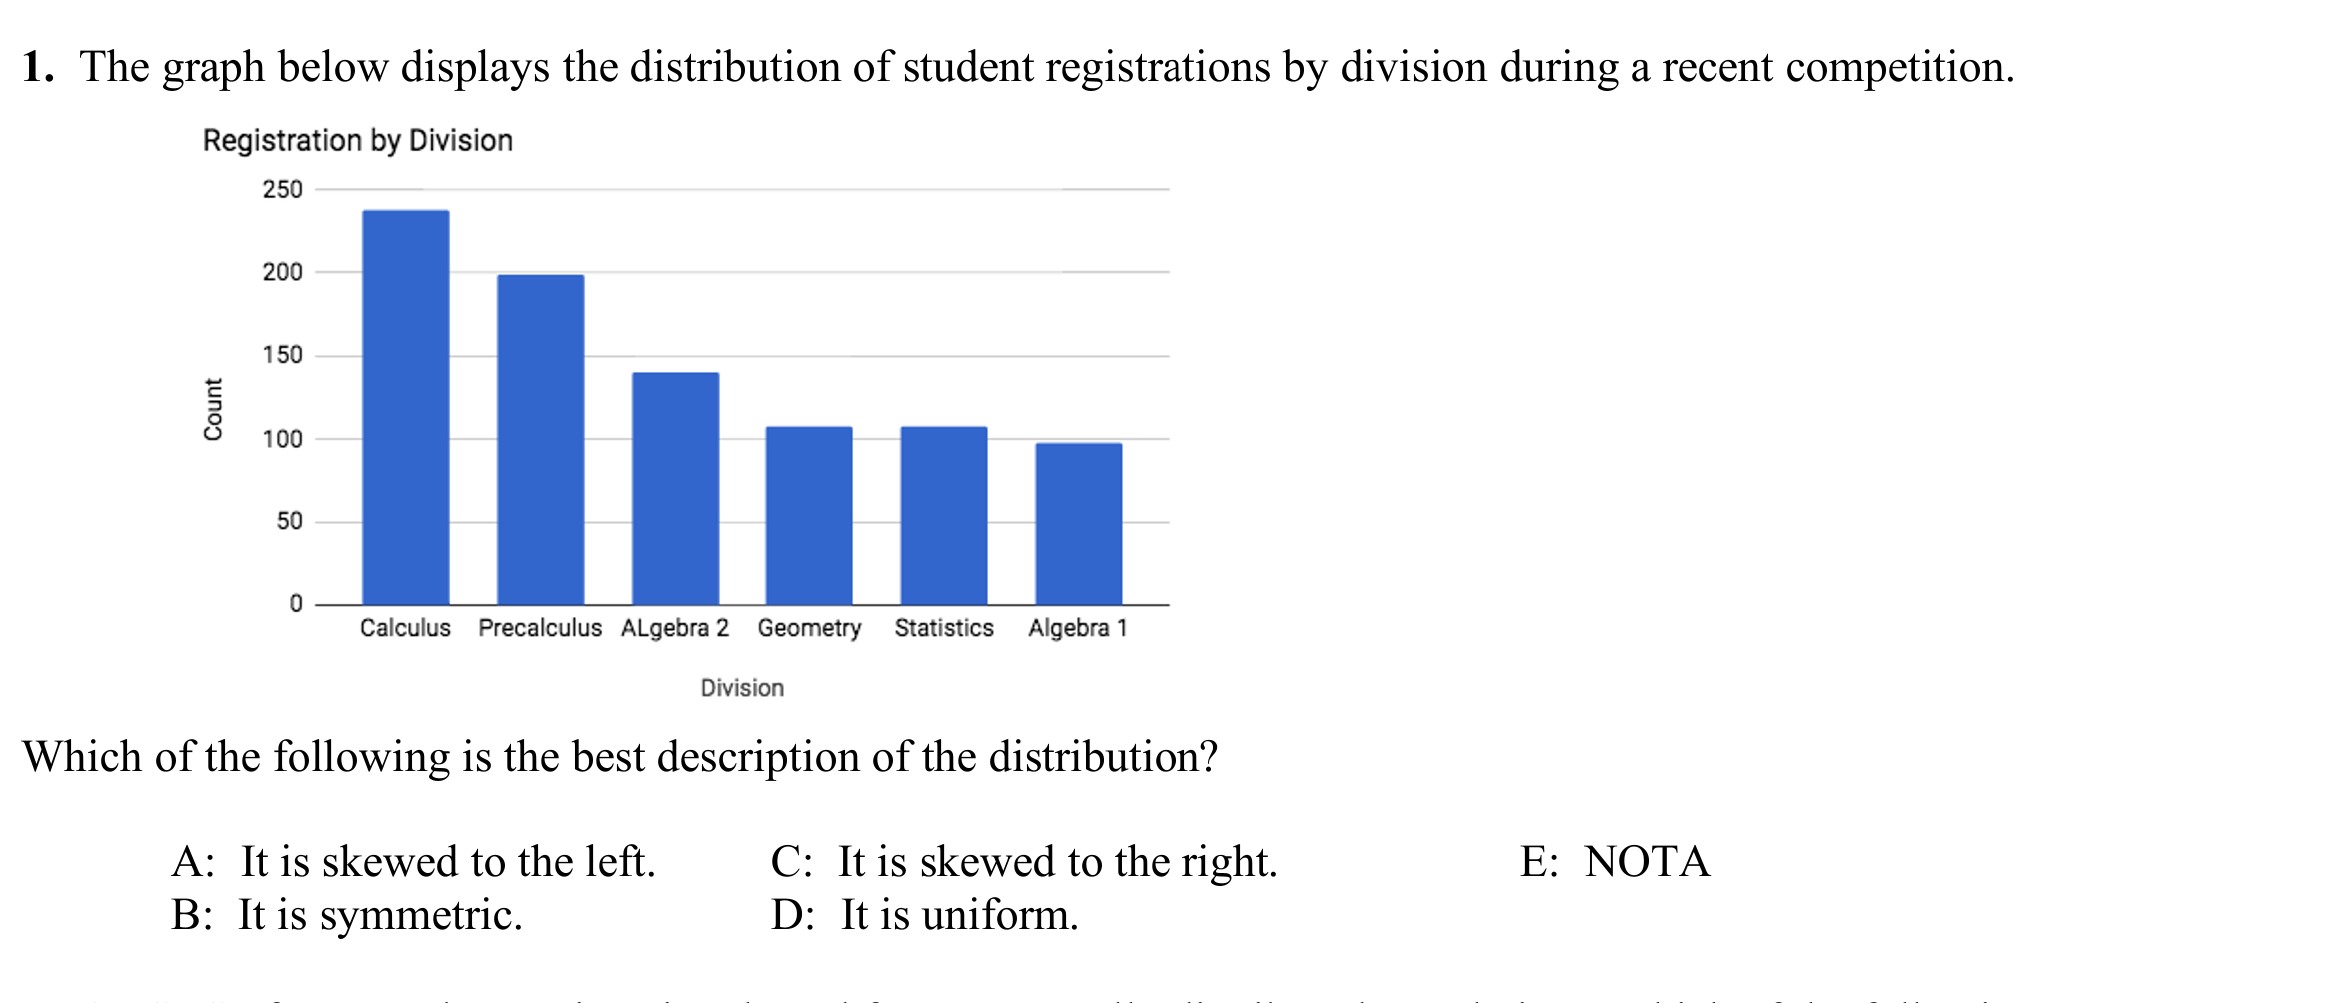 1. The graph below displays the distribution of student registrations by division during a recent competition.
Registration by Division
250
200
150
100
50
0
Count
Calculus Precalculus ALgebra 2 Geometry Statistics Algebra 1
Division
Which of the following is the best description of the distribution?
A: It is skewed to the left. C: It is skewed to the right. E: NOTA
B: It is symmetric. D: It is uniform.